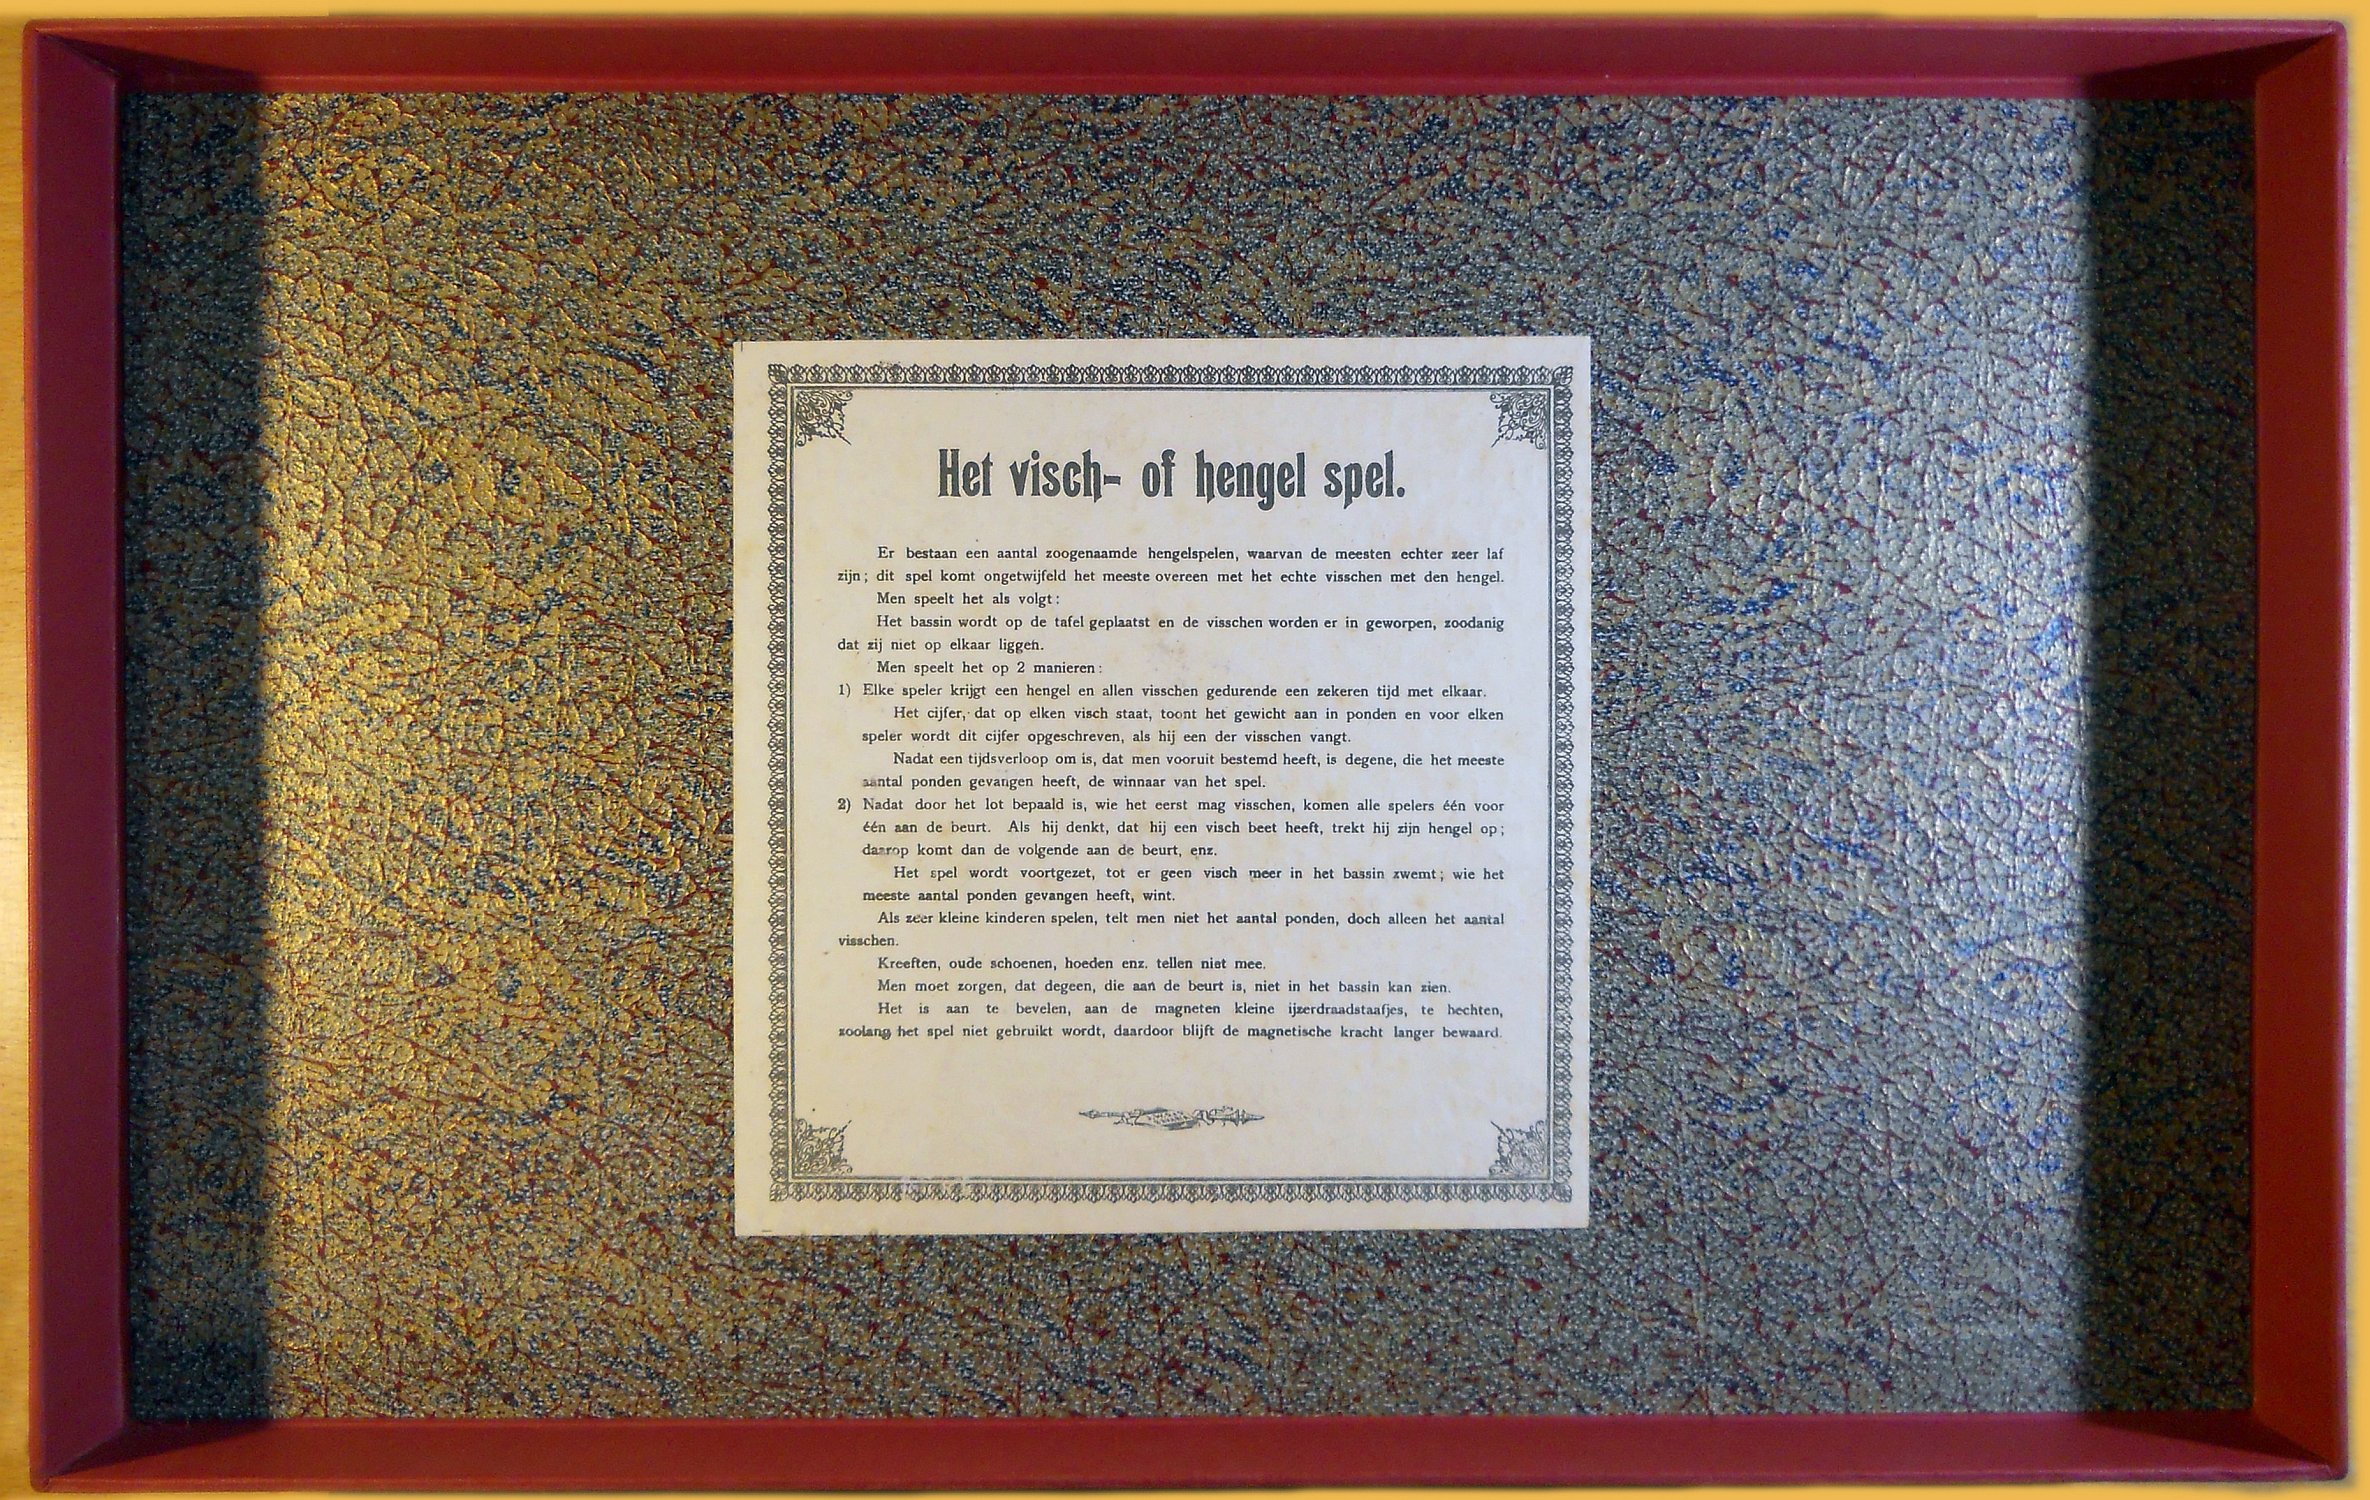 Het visch- of hengel spel.
Er bestaan een aantal zoogenaamde hengelspelen, waarvan de meesten echter zeer laf
zijn; dit spel komt ongetwijfeld het meeste overeen met het echte visschen met den hengel.
Men speelt het als volgt:
Het bassin wordt op de tafel geplaatst en de visschen worden er in geworpen, zoodanig
dat zij niet op elkaar liggen.
Men speelt het op 2 manieren:
1) Elke speler krijgt een hengel en allen visschen gedurende een zekeren tijd met elkaar.
Het cijfer, dat op elken visch staat, toont het gewicht aan in ponden en voor elken
speler wordt dit cijfer opgeschreven, als hij een der visschen vangt.
Nadat een tijdsverloop om is, dat men vooruit bestemd heeft, is degene, die het meeste
aantal ponden gevangen heeft, de winnaar van het spel.
2) Nadat door het lot bepaald is, wie het eerst mag visschen, komen alle spelers één voor
één aan de beurt. Als hij denkt, dat hij een visch beet heeft, trekt hij zijn hengel op;
daarop komt dan de volgende aan de beurt, enz.
Het spel wordt voortgezet, tot er geen visch meer in het bassin zwemt; wie het
meeste aantal ponden gevangen heeft, wint.
Als zeer kleine kinderen spelen, telt men niet het aantal ponden, doch alleen het aantal
visschen.
Kreeften, oude schoenen, hoeden enz. tellen niet mee.
Men moet zorgen, dat degeen, die aan de beurt is, niet in het bassin kan zien.
Het is aan te bevelen, aan de magneten kleine ijzerdraadstaafjes, te hechten,
zoolang het spel niet gebruikt wordt, daardoor blijft de magnetische kracht langer bewaard.